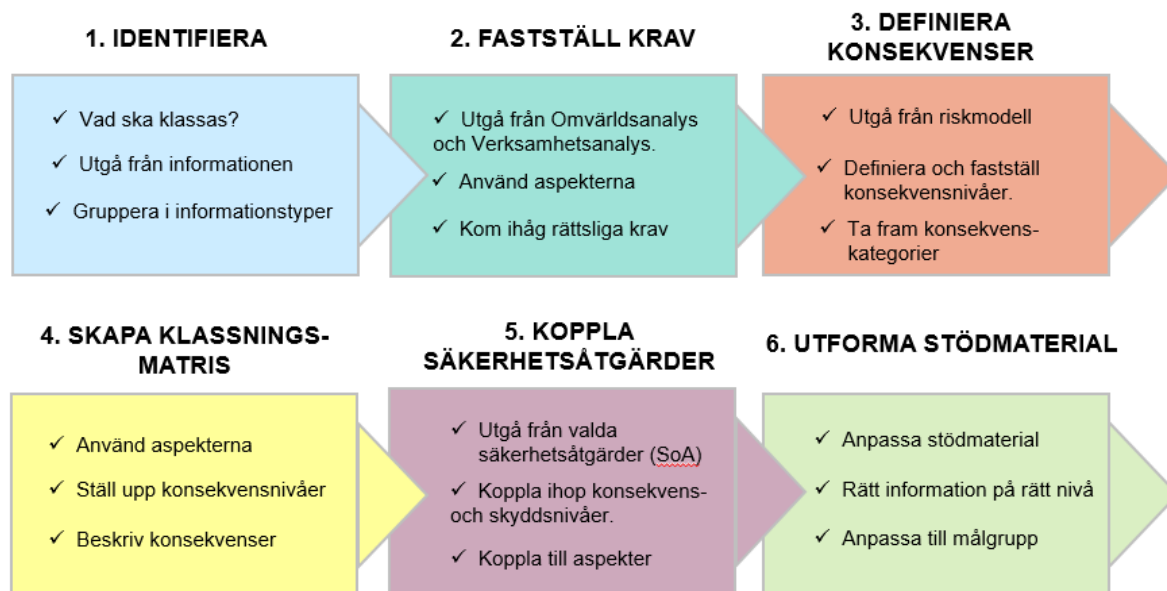 1. IDENTIFIERA
✓ Vad ska klassas?
✓ Utgå från informationen
✓ Gruppera i informationstyper
2. FASTSTÄLL KRAV
✓ Utgå från Omvärldsanalys
och Verksamhetsanalys.
✓ Använd aspekterna
✓ Kom ihåg rättsliga krav
3. DEFINIERA
KONSEKVENSER
✓ Utgå från riskmodell
✓ Definiera och fastställ
konsekvensnivåer.
✓ Ta fram konsekvens-
kategorier
4. SKAPA KLASSNINGS-
MATRIS
✓ Använd aspekterna
✓ Ställ upp konsekvensnivåer
✓ Beskriv konsekvenser
5. KOPPLA
SÄKERHETSÅTGÄRDER
✓ Utgå från valda
säkerhetsåtgärder (SoA)
✓ Koppla ihop konsekvens-
och skyddsnivåer.
✓ Koppla till aspekter
6. UTFORMA STÖDMATERIAL
✓ Anpassa stödmaterial
✓ Rätt information på rätt nivå
✓ Anpassa till målgrupp